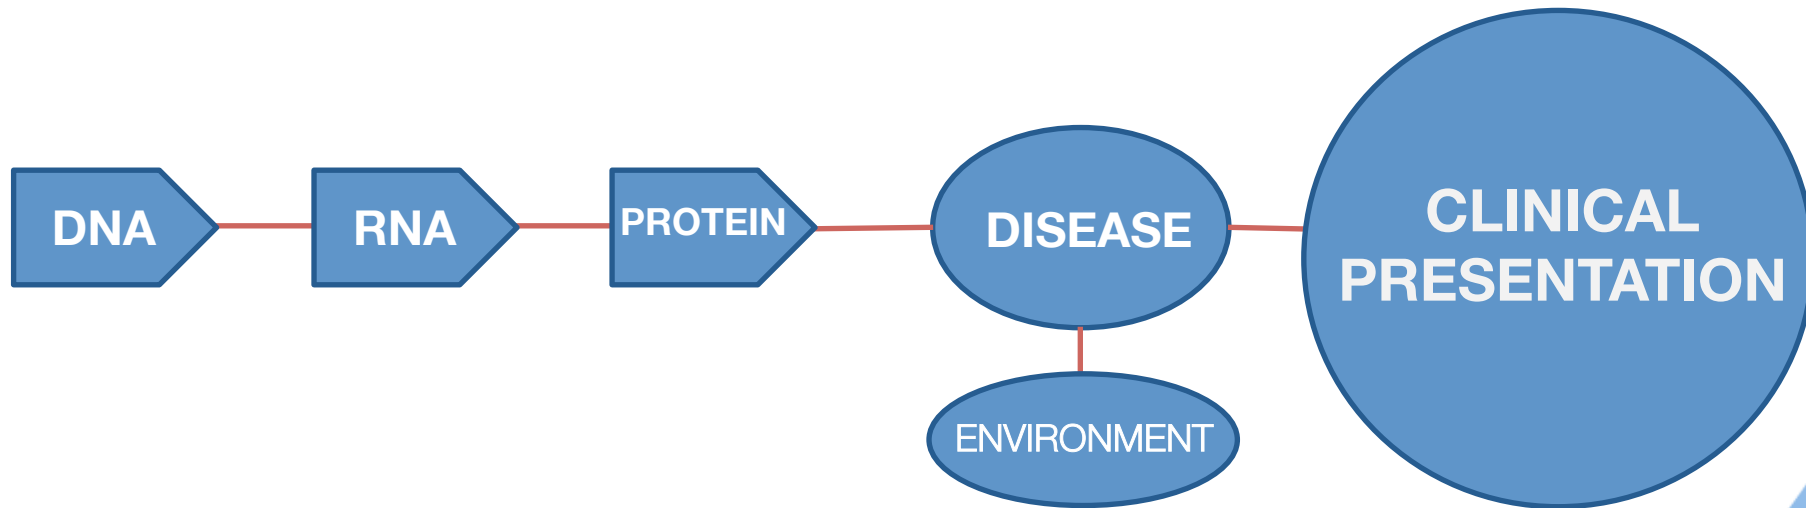 DNA
RNA
PROTEIN
DISEASE
CLINICAL
PRESENTATION
ENVIRONMENT